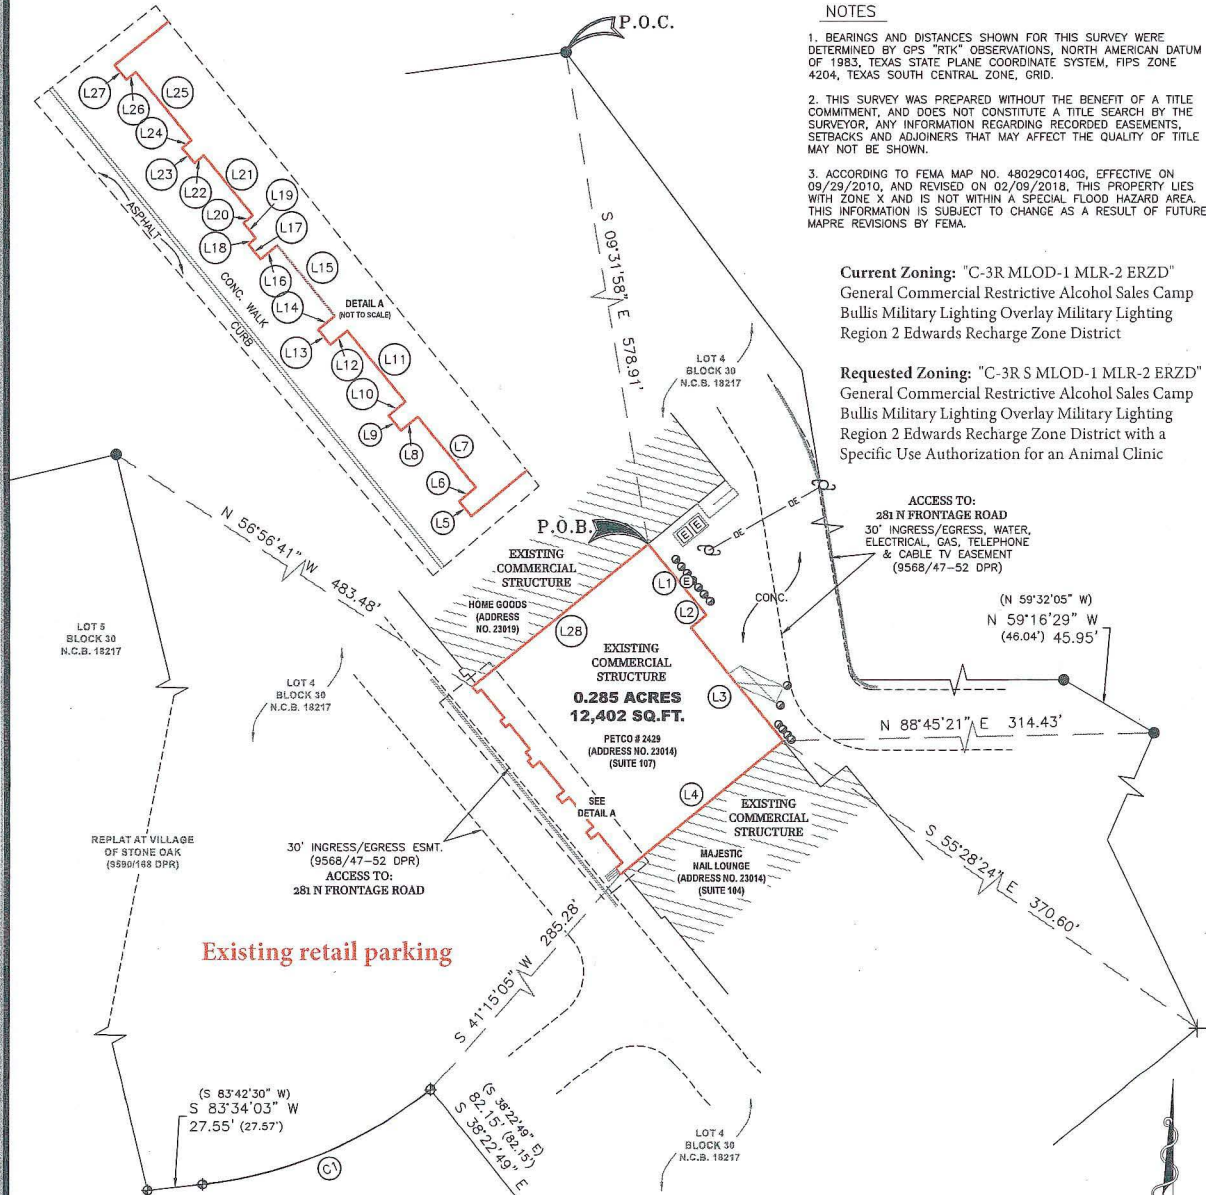 P.O.C.
NOTES
1. BEARINGS AND DISTANCES SHOWN FOR THIS SURVEY WERE
DETERMINED BY GPS "RTK" OBSERVATIONS, NORTH AMERICAN DATUM
OF 1983, TEXAS STATE PLANE COORDINATE SYSTEM, FIPS ZONE
4204, TEXAS SOUTH CENTRAL ZONE, GRID.
2. THIS SURVEY WAS PREPARED WITHOUT THE BENEFIT OF A TITLE
COMMITMENT, AND DOES NOT CONSTITUTE A TITLE SEARCH BY THE
SURVEYOR, ANY INFORMATION REGARDING RECORDED EASEMENTS,
SETBACKS AND ADJOINERS THAT MAY AFFECT THE QUALITY OF TITLE
MAY NOT BE SHOWN.
3. ACCORDING TO FEMA MAP NO. 48029C0140G, EFFECTIVE ON
09/29/2010, AND REVISED ON 02/09/2018, THIS PROPERTY LIES
WITH ZONE X AND IS NOT WITHIN A SPECIAL FLOOD HAZARD AREA.
THIS INFORMATION IS SUBJECT TO CHANGE AS A RESULT OF FUTURE
MAPRE REVISIONS BY FEMA.
Current Zoning: "C-3R MLOD-1 MLR-2 ERZD"
General Commercial Restrictive Alcohol Sales Camp
Bullis Military Lighting Overlay Military Lighting
Region 2 Edwards Recharge Zone District
Requested Zoning: "C-3R S MLOD-1 MLR-2 ERZD"
General Commercial Restrictive Alcohol Sales Camp
Bullis Military Lighting Overlay Military Lighting
Region 2 Edwards Recharge Zone District with a
Specific Use Authorization for an Animal Clinic
L27
L26
L25
L24
L23
L22
L21
L20
L19
L18
L17
L16
L15
L14
L13
L12
L11
L10
L9
L8
L7
L6
L5
DETAIL A
(NOT TO SCALE)
ASPHALT
CONC. WALK
CURB
S 09°31'58" E 578.91'
LOT 4
BLOCK 30
N.C.B. 18217
ACCESS TO:
281 N FRONTAGE ROAD
30' INGRESS/EGRESS, WATER,
ELECTRICAL, GAS, TELEPHONE
& CABLE TV EASEMENT
(9568/47-52 DPR)
OE
OE
P.O.B.
E E
E
CONC.
N 56°56'41" W 483.48'
EXISTING
COMMERCIAL
STRUCTURE
HOME GOODS
(ADDRESS
NO. 23019)
L1
L2
L28
L3
L4
EXISTING
COMMERCIAL
STRUCTURE
0.285 ACRES
12,402 SQ.FT.
PETCO # 2429
(ADDRESS NO. 23014)
(SUITE 107)
SEE
DETAIL A
(N 59°32'05" W)
N 59°16'29" W
(46.04') 45.95'
N 88°45'21" E 314.43'
LOT 5
BLOCK 30
N.C.B. 18217
LOT 4
BLOCK 30
N.C.B. 18217
EXISTING
COMMERCIAL
STRUCTURE
MAJESTIC
NAIL LOUNGE
(ADDRESS NO. 23014)
(SUITE 104)
S 55°28'24" E 370.60'
REPLAT AT VILLAGE
OF STONE OAK
(9590/168 DPR)
30' INGRESS/EGRESS ESMT.
(9568/47-52 DPR)
ACCESS TO:
281 N FRONTAGE ROAD
Existing retail parking
S 41°15'05" W 285.28'
(S 83°42'30" W)
S 83°34'03" W
27.55' (27.57')
C1
(S 38°22'49" E)
82.15' (82.15')
S 38°22'49" E
LOT 4
BLOCK 30
N.C.B. 18217